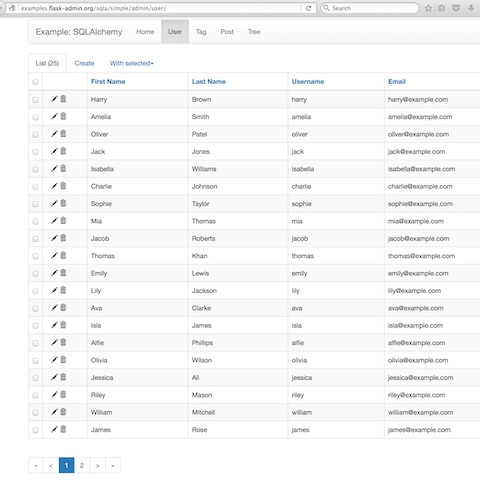 examples.flask-admin.org/sqla/simple/admin/user/ Search
Example: SQLAlchemy Home User Tag Post Tree
List (25) Create With selected
First Name Last Name Username Email
Harry Brown harry harry@example.com
Amelia Smith amelia amelia@example.com
Oliver Patel oliver oliver@example.com
Jack Jones jack jack@example.com
Isabella Williams isabella isabella@example.com
Charlie Johnson charlie charlie@example.com
Sophie Taylor sophie sophie@example.com
Mia Thomas mia mia@example.com
Jacob Roberts jacob jacob@example.com
Thomas Khan thomas thomas@example.com
Emily Lewis emily emily@example.com
Lily Jackson lily lily@example.com
Ava Clarke ava ava@example.com
Isla James isla isla@example.com
Alfie Phillips alfie alfie@example.com
Olivia Wilson olivia olivia@example.com
Jessica Ali jessica jessica@example.com
Riley Mason riley riley@example.com
William Mitchell william william@example.com
James Rose james james@example.com
« < 1 2 > »